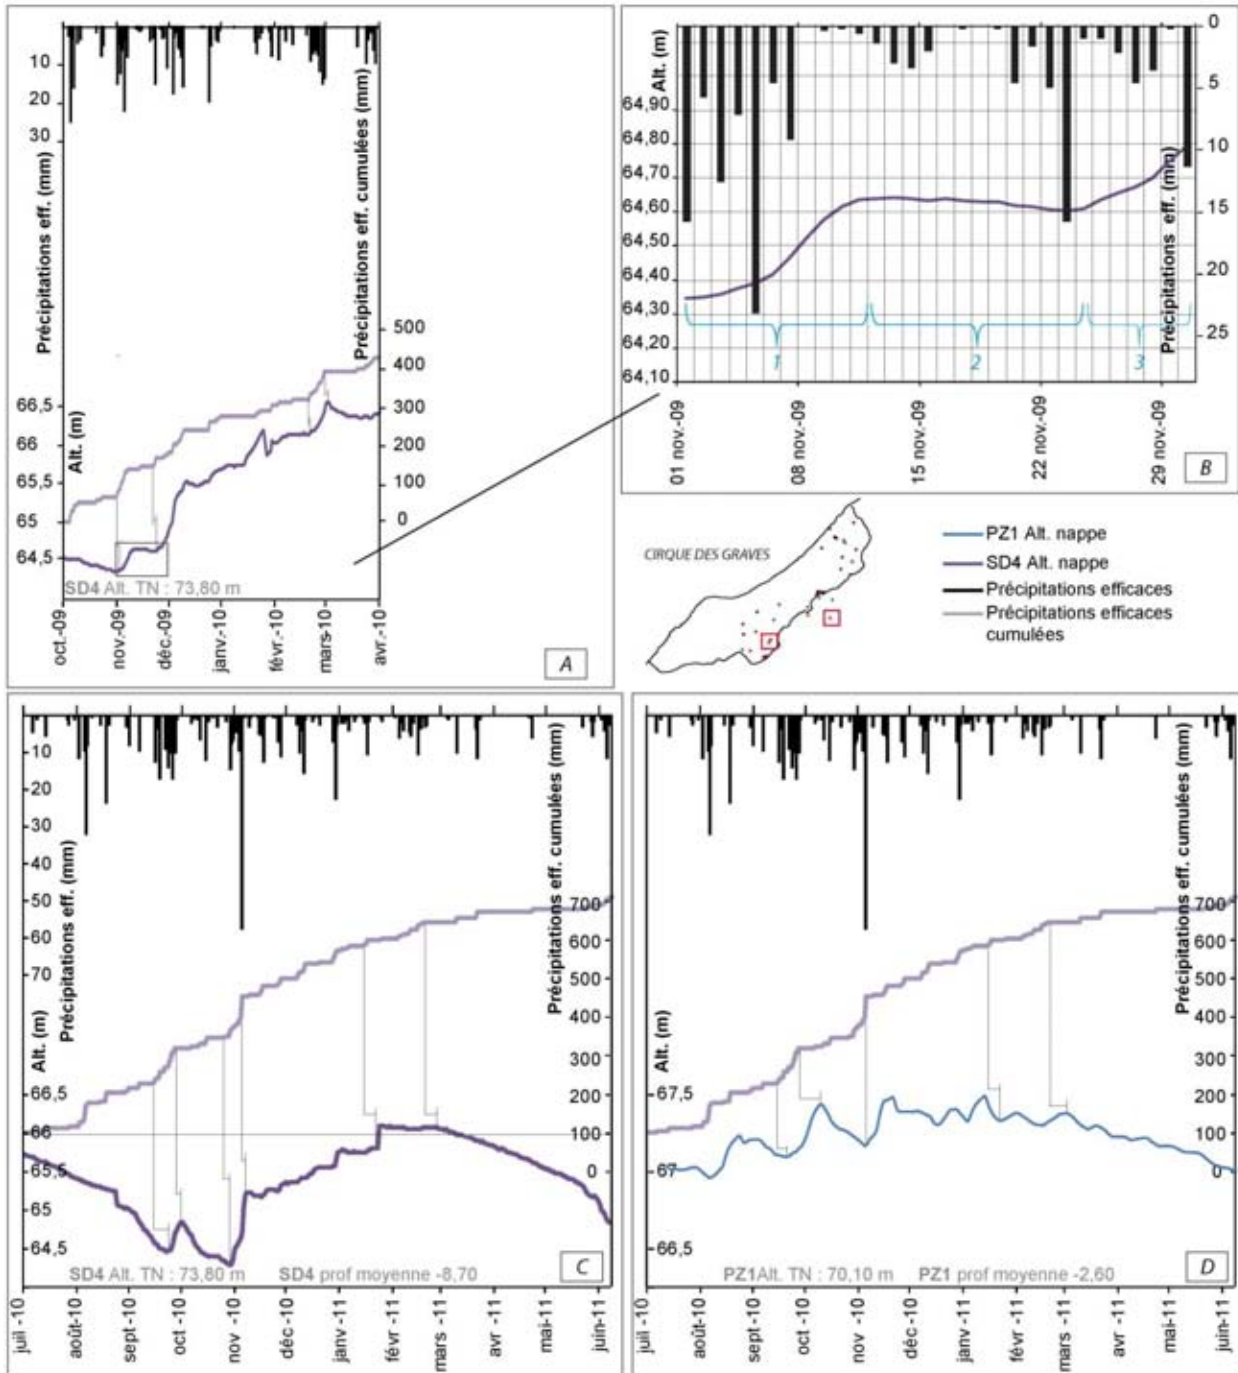 10
20
30
Précipitations eff. (mm)
Précipitations eff. cumulées (mm)
500
400
300
200
100
0
66,5
66
65,5
65
64,5
Alt. (m)
SD4 Alt. TN : 73,80 m
oct.-09
nov.-09
déc.-09
janv.-10
févr.-10
mars-10
avr.-10
A
Alt. (m)
64,90
64,80
64,70
64,60
64,50
64,40
64,30
64,20
64,10
0
5
10
15
20
25
Précipitations eff. (mm)
1
2
3
01 nov.-09
08 nov.-09
15 nov.-09
22 nov.-09
29 nov.-09
B
CIRQUE DES GRAVES
PZ1 Alt. nappe
SD4 Alt. nappe
Précipitations efficaces
Précipitations efficaces
cumulées
10
20
30
40
50
60
70
Précipitations eff. (mm)
Alt. (m)
Précipitations eff. cumulées (mm)
700
600
500
400
300
200
100
0
66,5
66
65,5
65
64,5
SD4 Alt. TN : 73,80 m
SD4 prof moyenne -8,70
C
juil -10
août-10
sept -10
oct -10
nov -10
déc -10
janv-11
févr -11
mars -11
avr -11
mai-11
juin-11
Alt. (m)
Précipitations eff. cumulées (mm)
700
600
500
400
300
200
100
0
67,5
67
66,5
PZ1Alt. TN : 70,10 m
PZ1 prof moyenne -2,60
D
juil -10
août -10
sept -10
oct -10
nov -10
déc -10
janv-11
févr -11
mars -11
avr -11
mai-11
juin-11